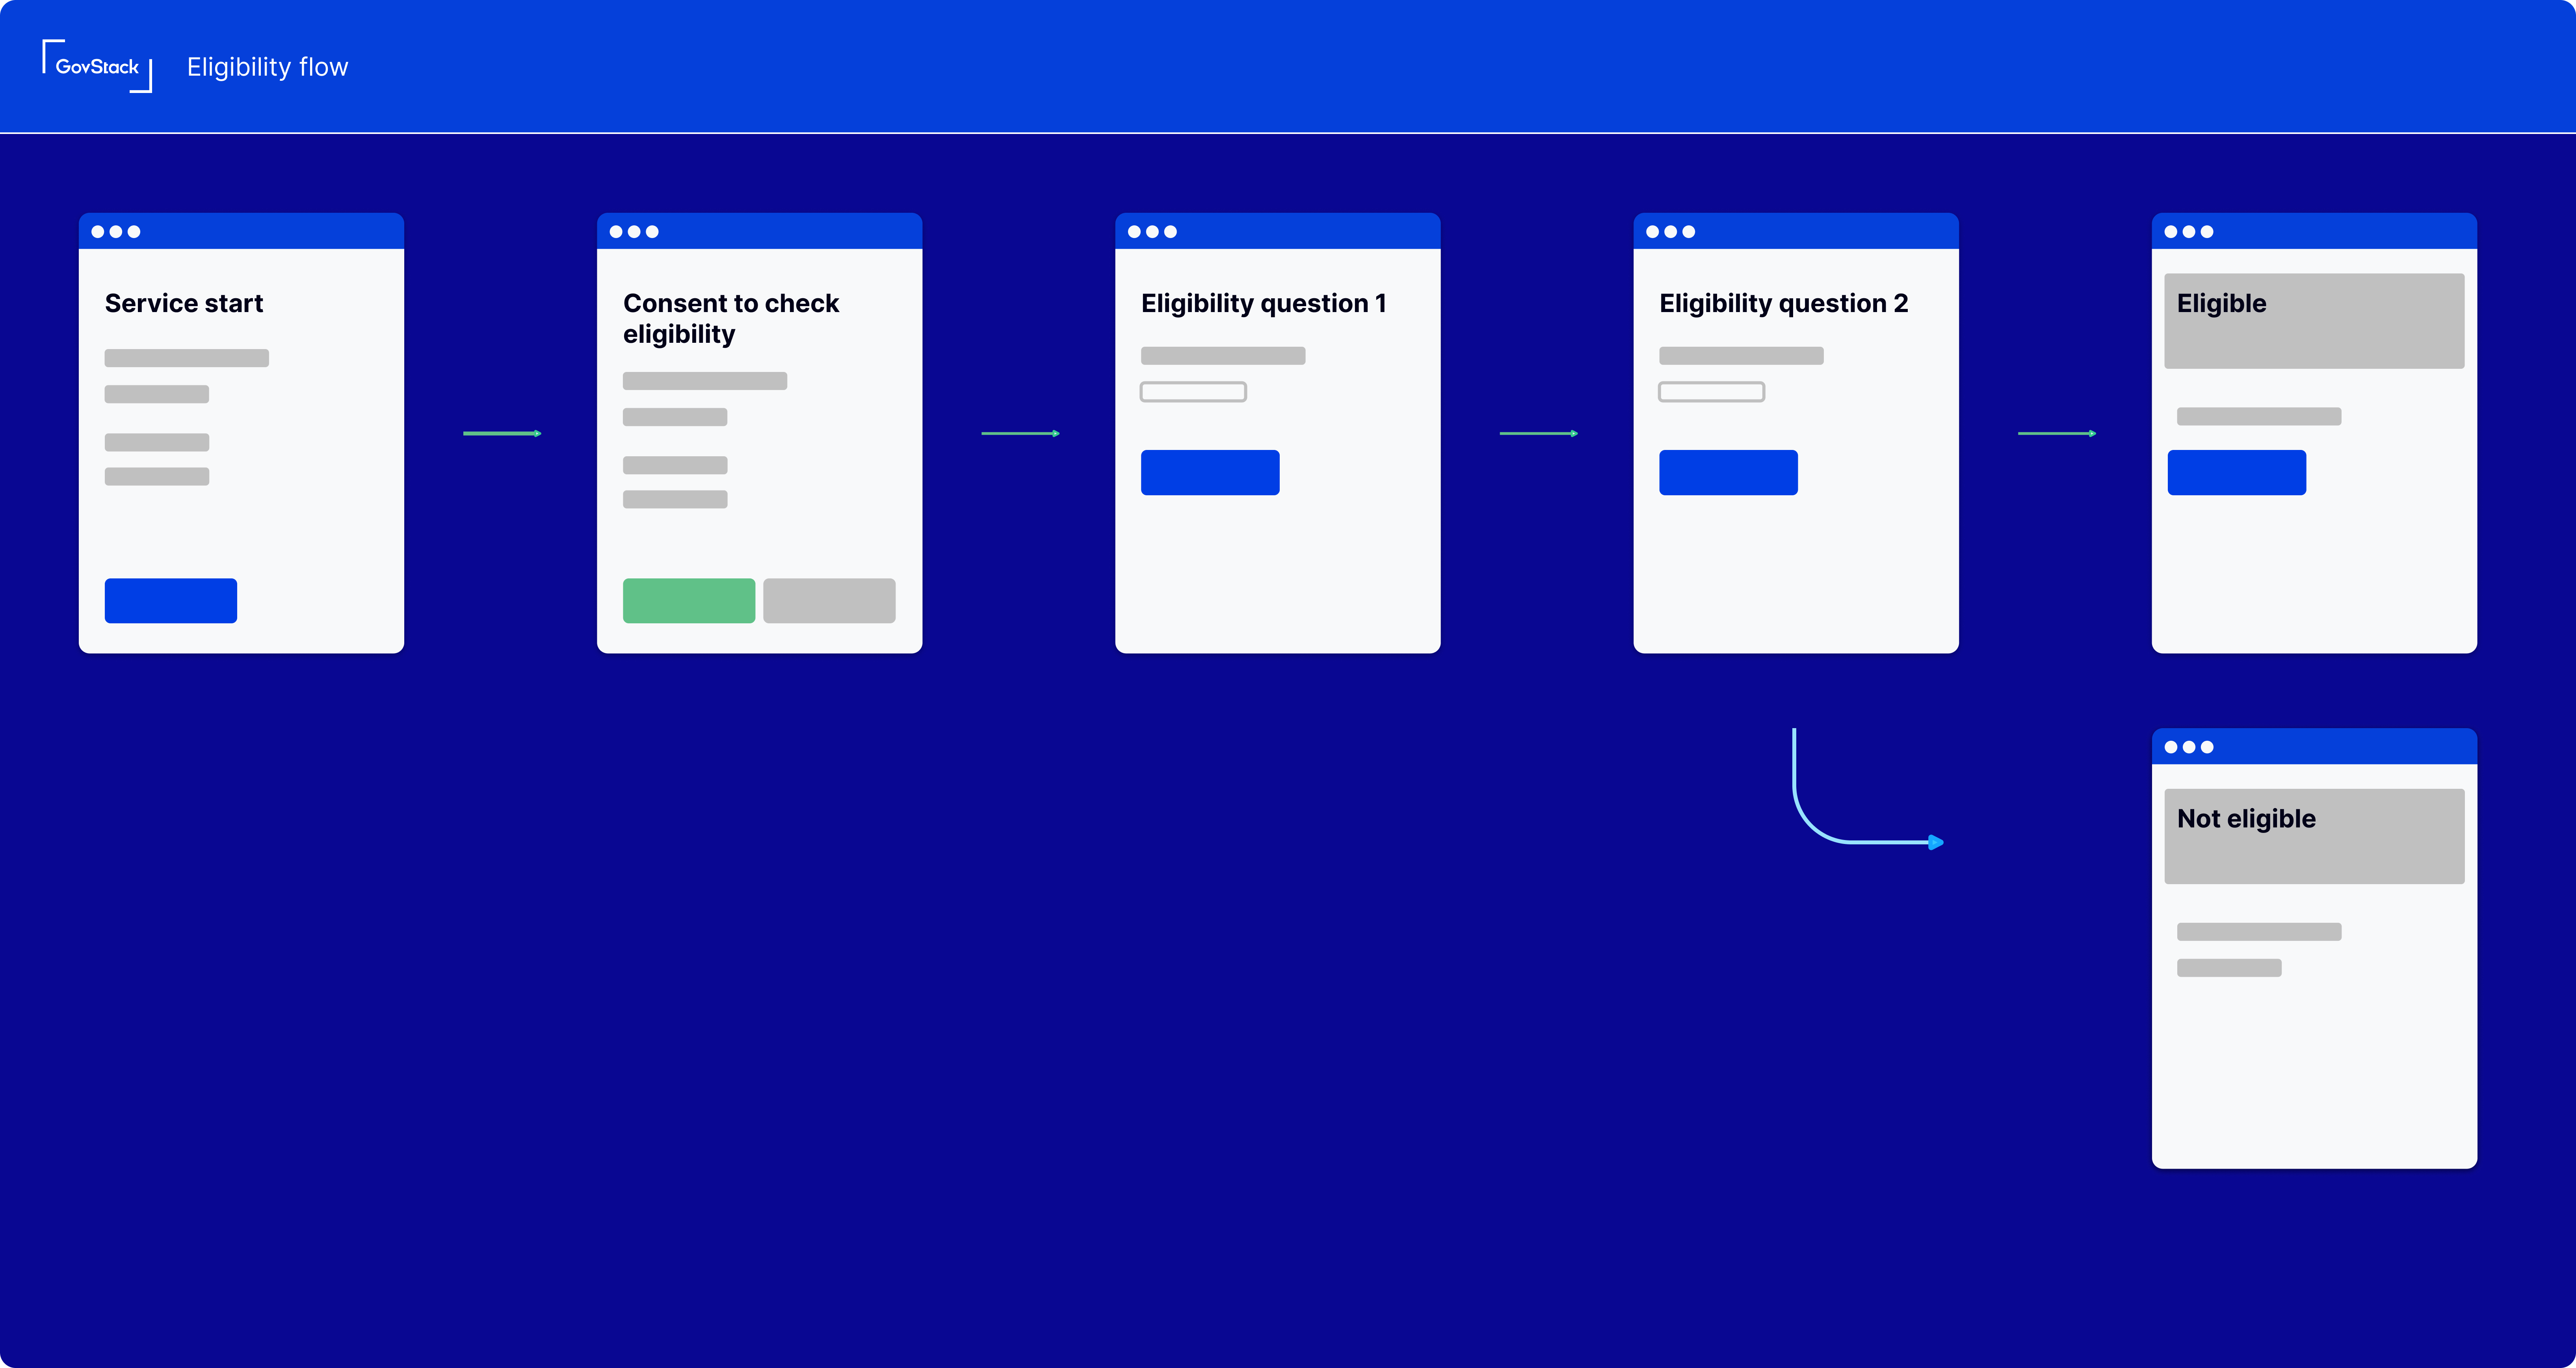 GovStack
Eligibility flow
Service start
Consent to check
eligibility
Eligibility question 1
Eligibility question 2
Eligible
Not eligible